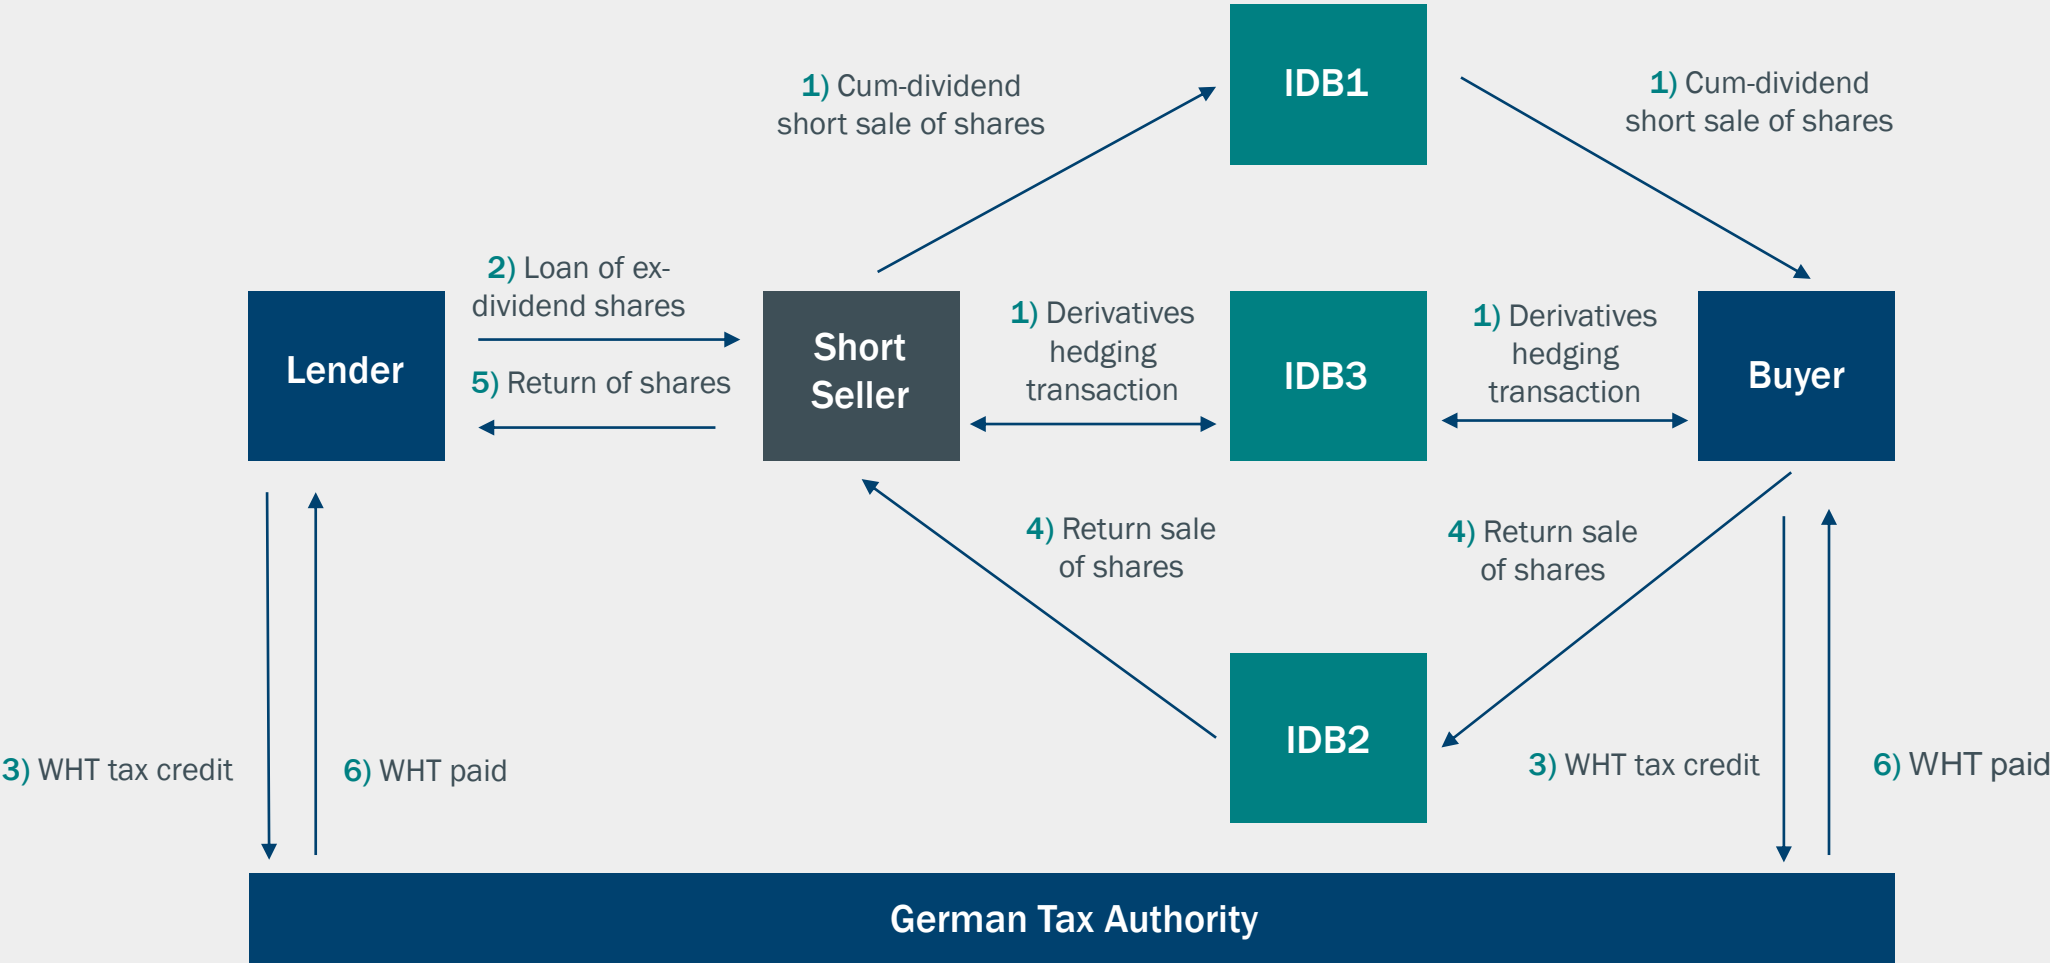 IDB1
1) Cum-dividend
short sale of shares
1) Cum-dividend
short sale of shares
2) Loan of ex-
dividend shares
5) Return of shares
Lender
Short
Seller
1) Derivatives
hedging
transaction
IDB3
1) Derivatives
hedging
transaction
Buyer
4) Return sale
of shares
4) Return sale
of shares
IDB2
3) WHT tax credit
6) WHT paid
3) WHT tax credit
6) WHT paid
German Tax Authority